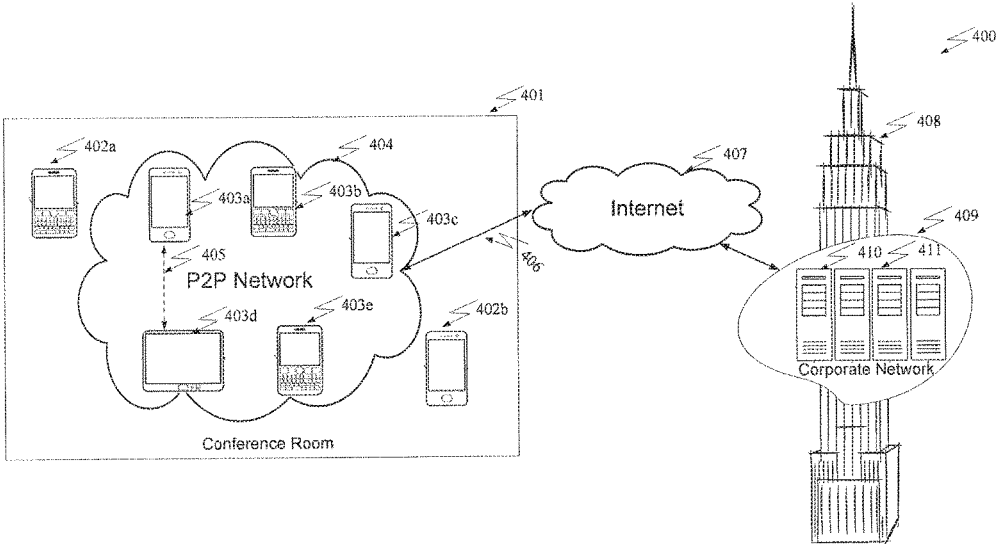 400
401
408
402a
404
407
403a
403b
Internet
409
403c
406
410
411
405
P2P Network
403d
403e
402b
Corporate Network
Conference Room